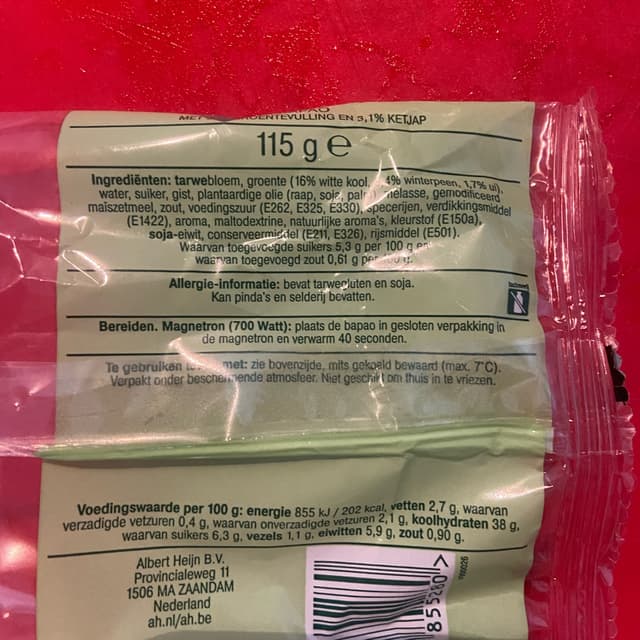 MET GROENTEVULLING EN 3,1% KETJAP
115 g e
Ingrediënten: tarwebloem, groente (16% witte kool, 4% winterpeen, 1,7% ui),
water, suiker, gist, plantaardige olie (raap, soja, palm), melasse, gemodificeerd
maïszetmeel, zout, voedingszuur (E262, E325, E330), specerijen, verdikkingsmiddel
(E1422), aroma, maltodextrine, natuurlijke aroma's, kleurstof (E150a),
soja-eiwit, conserveermiddel (E211, E326), rijsmiddel (E501).
Waarvan toegevoegde suikers 5,3 g per 100 g en
waarvan toegevoegd zout 0,61 g per 100 g.
Allergie-informatie: bevat tarwegluten en soja.
Kan pinda's en selderij bevatten.
Bereiden. Magnetron (700 Watt): plaats de bapao in gesloten verpakking in
de magnetron en verwarm 40 seconden.
Te gebruiken met: zie bovenzijde, mits gekoeld bewaard (max. 7°C).
Verpakt onder beschermende atmosfeer. Niet geschikt om thuis in te vriezen.
Voedingswaarde per 100 g: energie 855 kJ / 202 kcal, vetten 2,7 g, waarvan
verzadigde vetzuren 0,4 g, waarvan onverzadigde vetzuren 2,1 g, koolhydraten 38 g,
waarvan suikers 6,3 g, vezels 1,1 g, eiwitten 5,9 g, zout 0,90 g.
Albert Heijn B.V.
Provincialeweg 11
1506 MA ZAANDAM
Nederland
ah.nl/ah.be
855260>